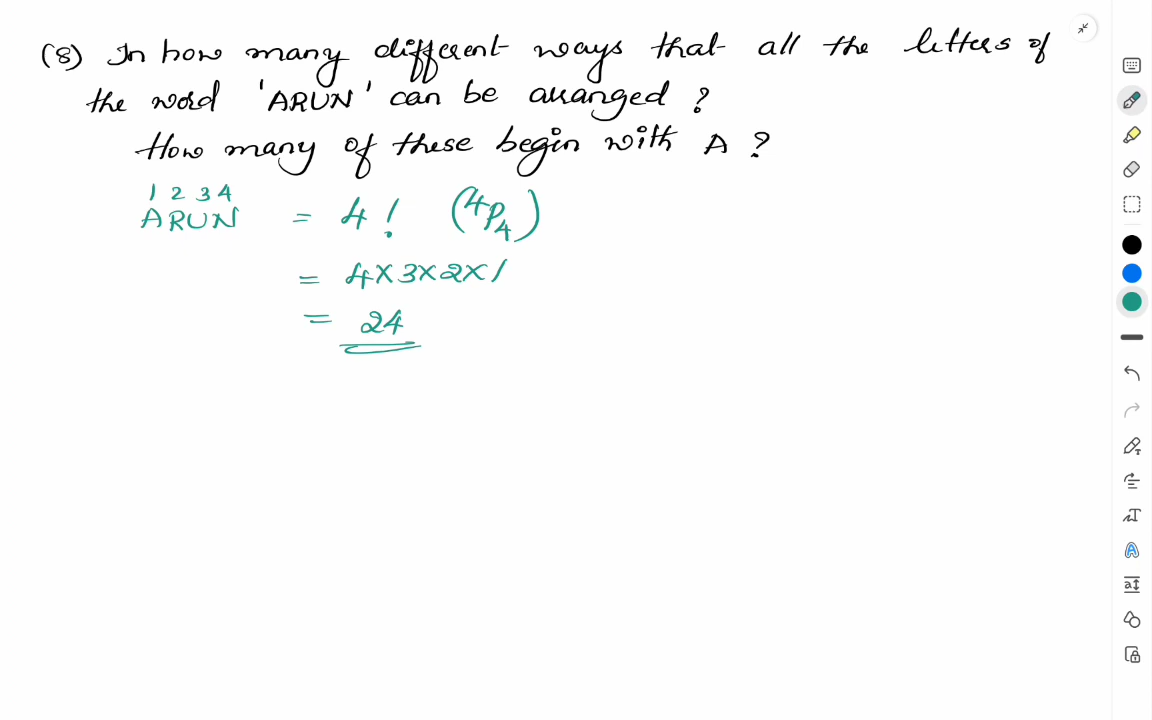 (8) In how many different ways that all the letters of
the word 'ARUN' can be arranged ?
How many of these begin with A ?
1 2 3 4
ARUN = 4 ! (4P4)
= 4×3×2×1
= 24